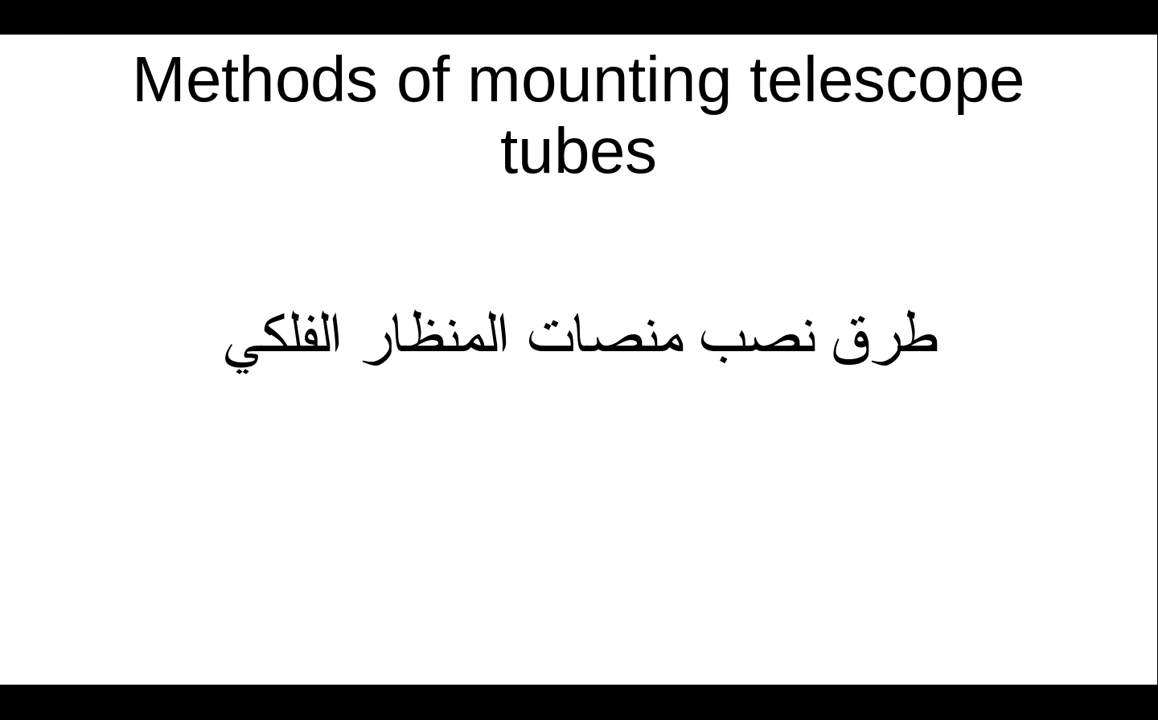 Methods of mounting telescope
tubes
طرق نصب منصات المنظار الفلكي